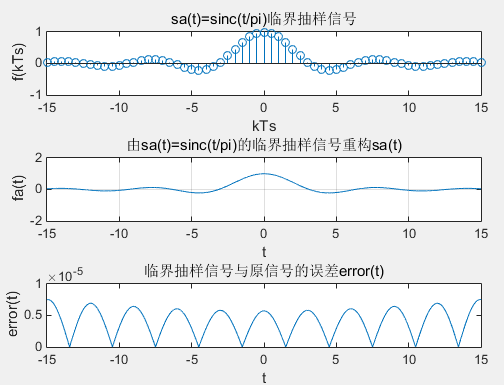 sa(t)=sinc(t/pi)临界抽样信号
1
0
-1
f(kTs)
-15 -10 -5 0 5 10 15
kTs
由sa(t)=sinc(t/pi)的临界抽样信号重构sa(t)
2
0
-2
fa(t)
-15 -10 -5 0 5 10 15
t
临界抽样信号与原信号的误差error(t)
×10-5
1
0.5
0
error(t)
-15 -10 -5 0 5 10 15
t